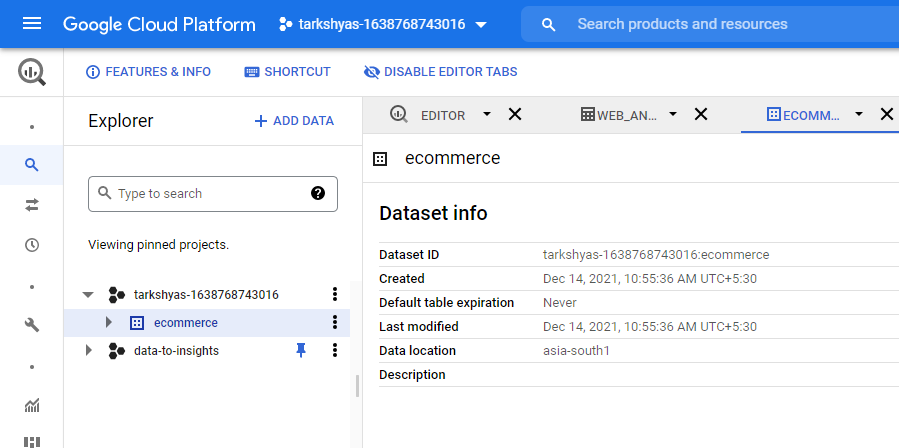 Google Cloud Platform tarkshyas-1638768743016 Search products and resources
FEATURES & INFO SHORTCUT DISABLE EDITOR TABS
Explorer + ADD DATA
EDITOR WEB_AN... ECOMM...
ecommerce
Type to search
Viewing pinned projects.
tarkshyas-1638768743016
ecommerce
data-to-insights
Dataset info
Dataset ID tarkshyas-1638768743016:ecommerce
Created Dec 14, 2021, 10:55:36 AM UTC+5:30
Default table expiration Never
Last modified Dec 14, 2021, 10:55:36 AM UTC+5:30
Data location asia-south1
Description